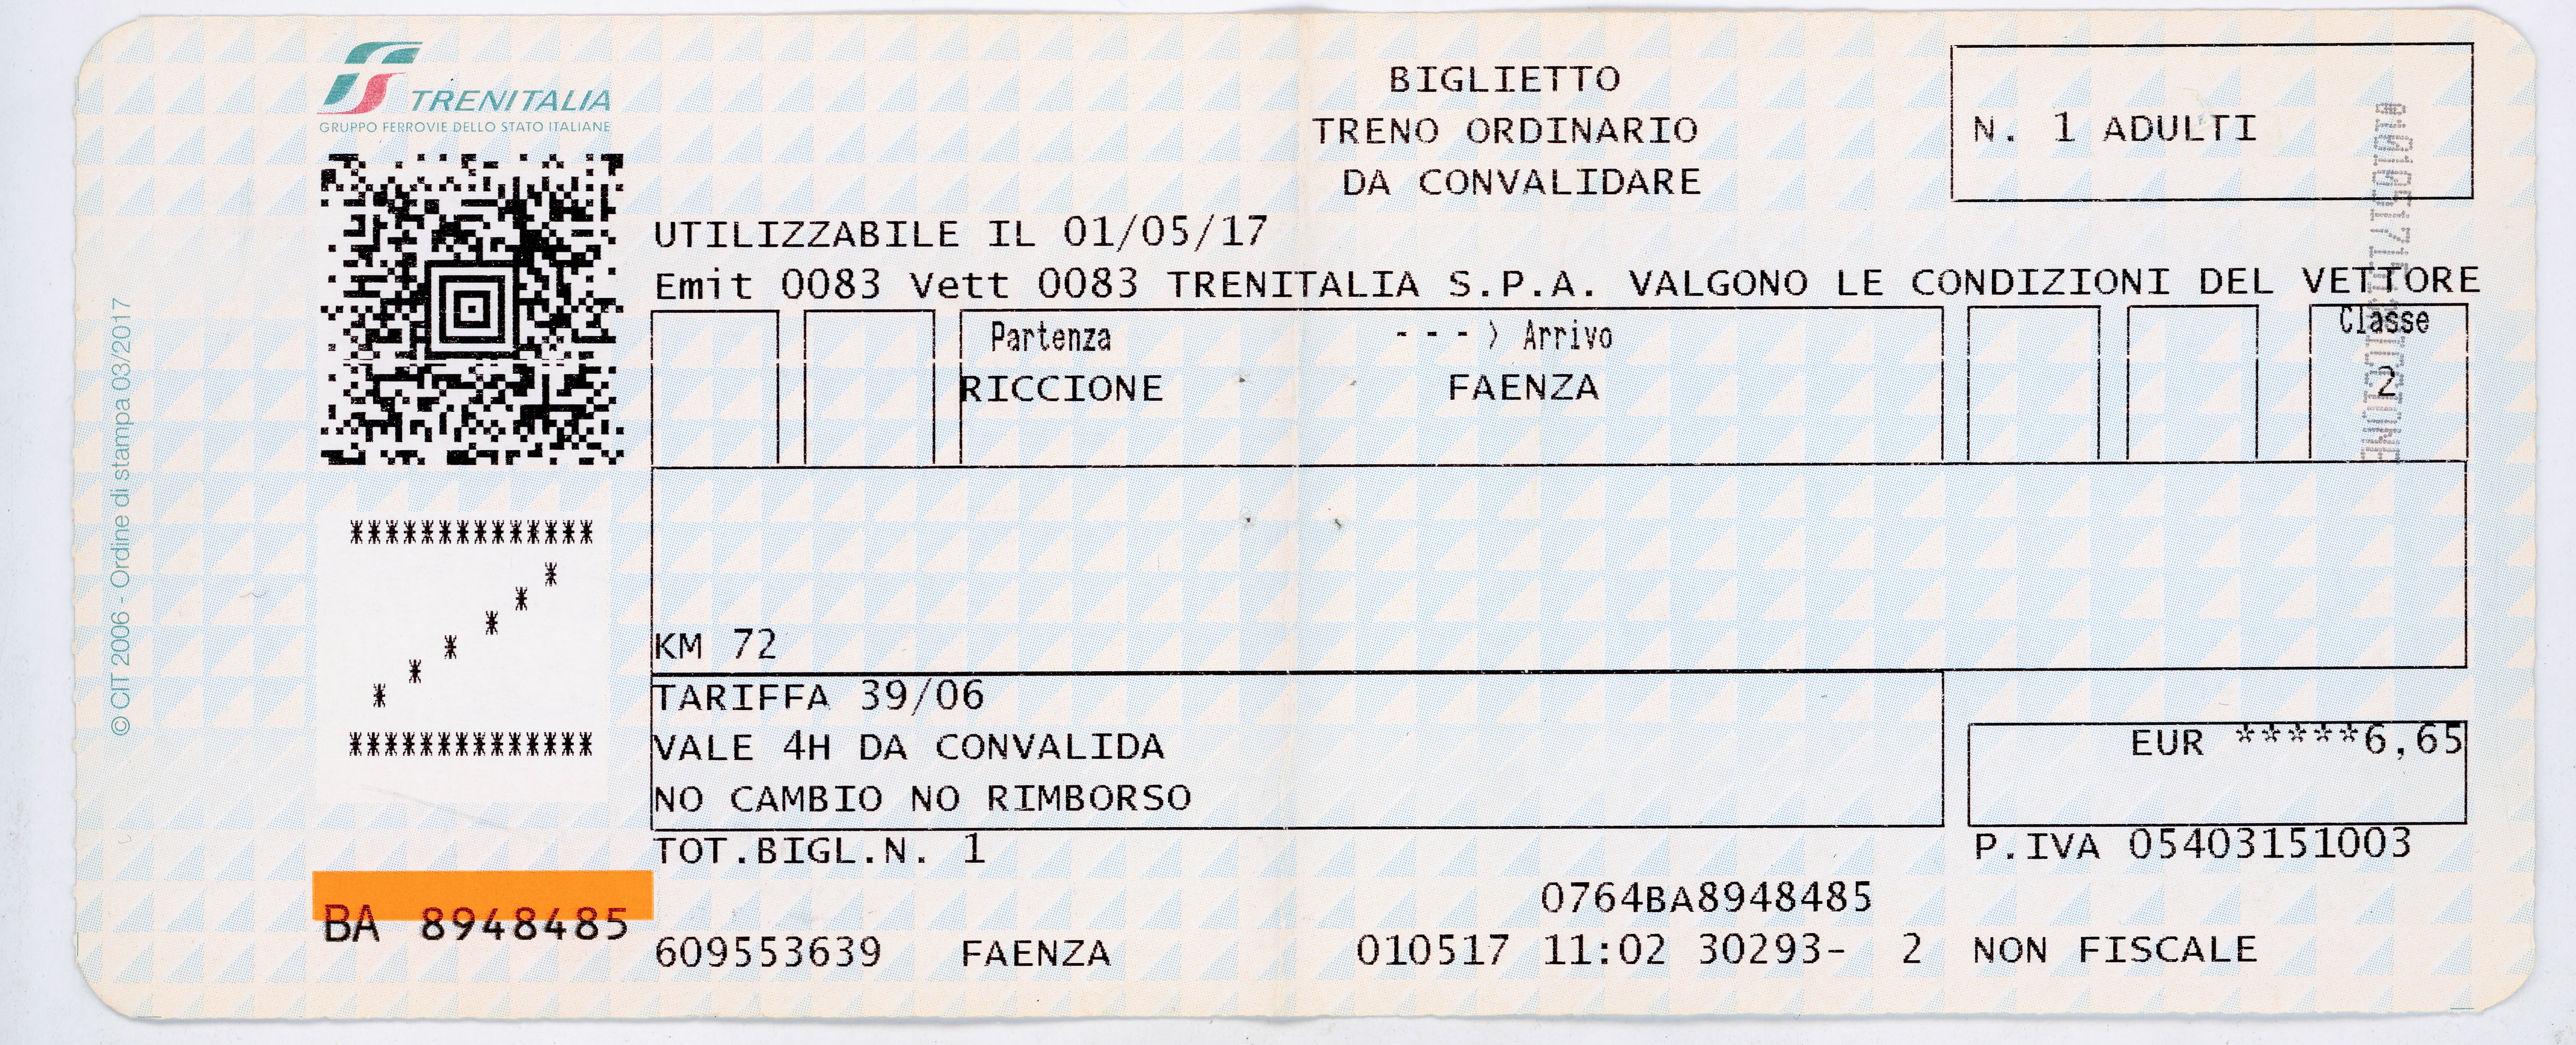 TRENITALIA
GRUPPO FERROVIE DELLO STATO ITALIANE
BIGLIETTO
TRENO ORDINARIO
DA CONVALIDARE
N. 1 ADULTI
UTILIZZABILE IL 01/05/17
Emit 0083 Vett 0083 TRENITALIA S.P.A. VALGONO LE CONDIZIONI DEL VETTORE
Partenza - - - ) Arrivo Classe
RICCIONE FAENZA 2
© CIT 2006 - Ordine di stampa 03/2017
**************
*
*
*
*
*
*
**************
KM 72
TARIFFA 39/06
VALE 4H DA CONVALIDA
NO CAMBIO NO RIMBORSO
EUR *****6,65
TOT.BIGL.N. 1
P.IVA 05403151003
0764BA8948485
BA 8948485
609553639 FAENZA 010517 11:02 30293- 2 NON FISCALE